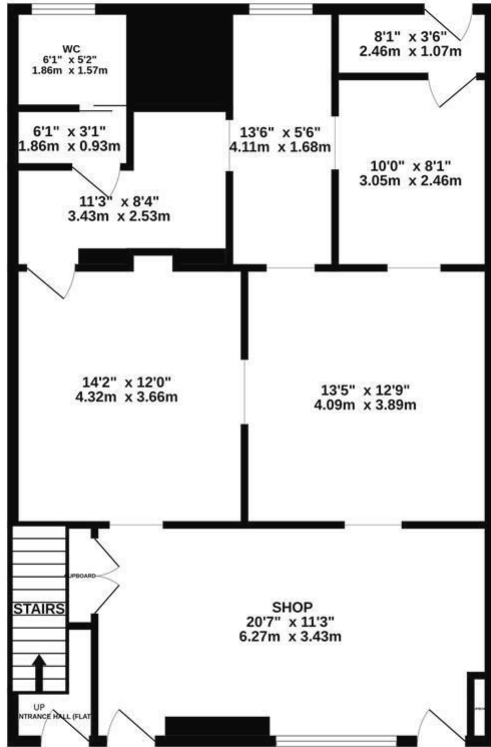 WC
6'1" x 5'2"
1.86m x 1.57m
8'1" x 3'6"
2.46m x 1.07m
6'1" x 3'1"
1.86m x 0.93m
13'6" x 5'6"
4.11m x 1.68m
10'0" x 8'1"
3.05m x 2.46m
11'3" x 8'4"
3.43m x 2.53m
14'2" x 12'0"
4.32m x 3.66m
13'5" x 12'9"
4.09m x 3.89m
UPBOARD
STAIRS
SHOP
20'7" x 11'3"
6.27m x 3.43m
UP
NTRANCE HALL (FLAT